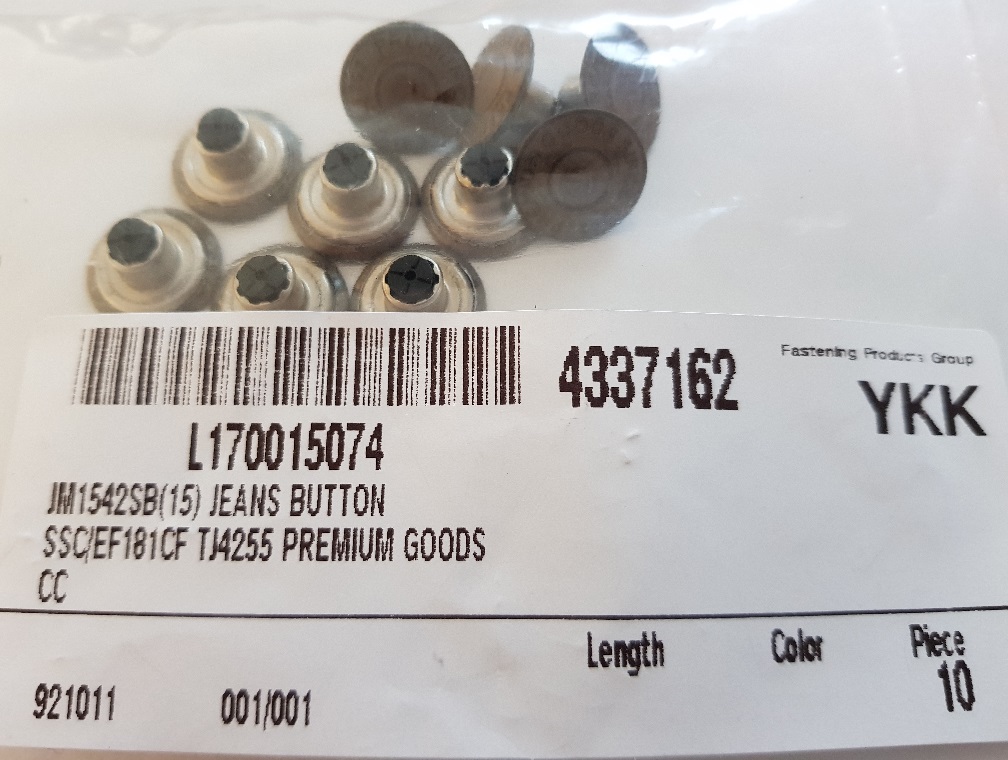 4337162
Fastening Products Group
YKK
L170015074
JM1542SB(15) JEANS BUTTON
SSC/EF181CF TJ4255 PREMIUM GOODS
CC
Length Color Piece
921011 001/001 10